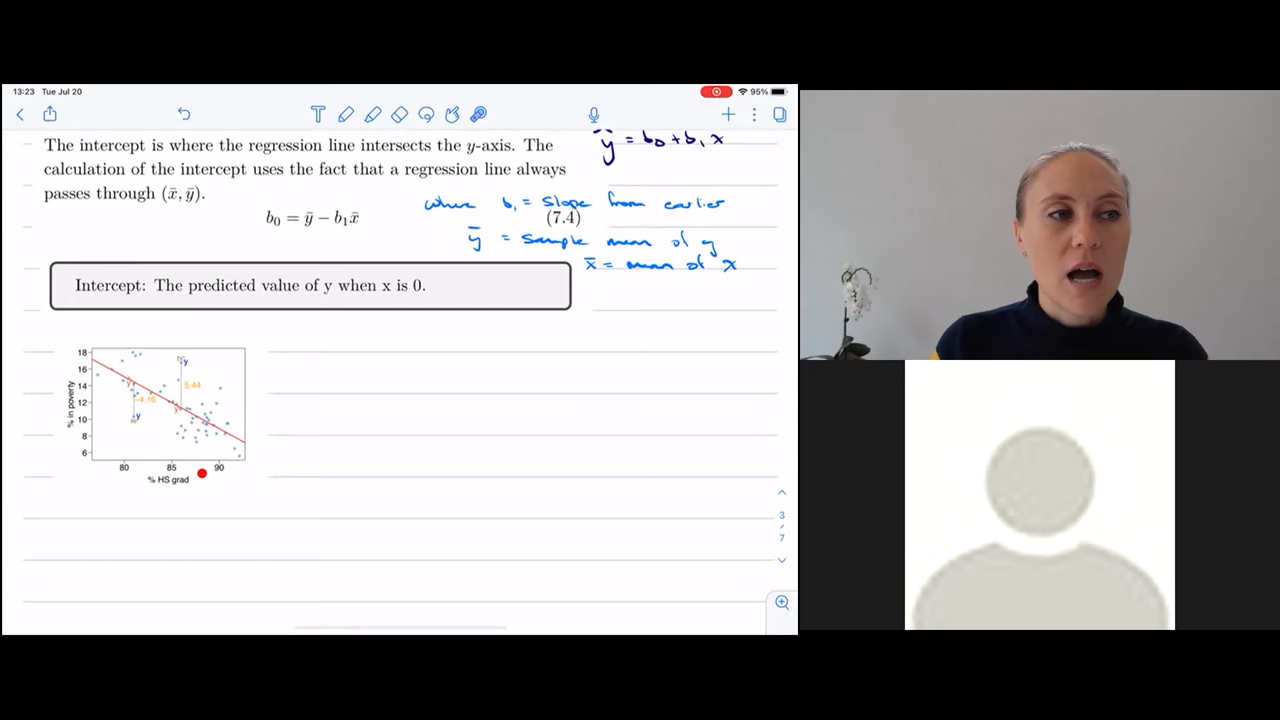 13:23 Tue Jul 20
95%
ŷ = b₀ + b₁ x
The intercept is where the regression line intersects the y-axis. The
calculation of the intercept uses the fact that a regression line always
passes through (x̄, ȳ).
where b₁ = slope from earlier
b₀ = ȳ − b₁x̄ (7.4)
ȳ = sample mean of y
x̄ = mean of x
Intercept: The predicted value of y when x is 0.
18
16
14
12
10
8
6
% in poverty
DC y
5.44
ŷ
-4.16
ŷ
y
RI
80 85 90
% HS grad
3
/
7